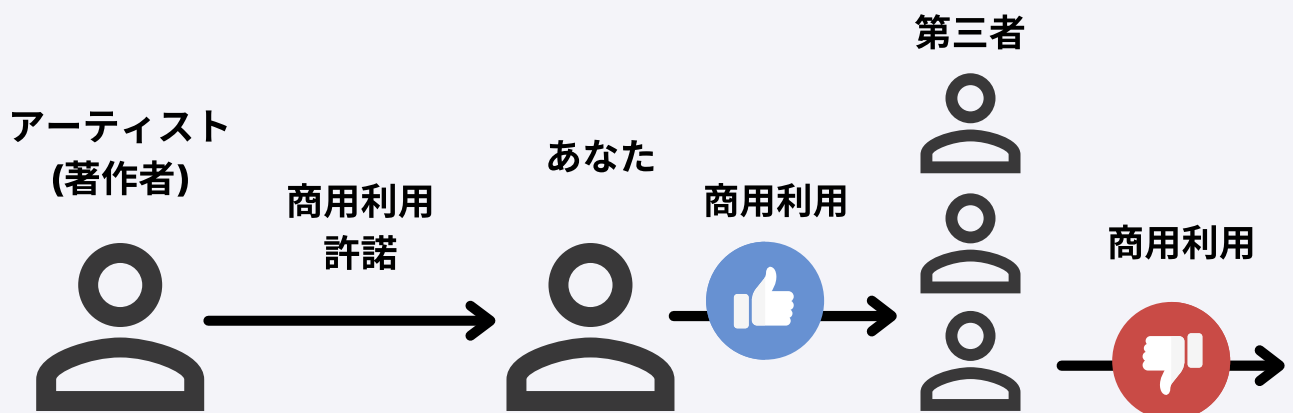 アーティスト
(著作者)
商用利用
許諾
あなた
商用利用
第三者
商用利用